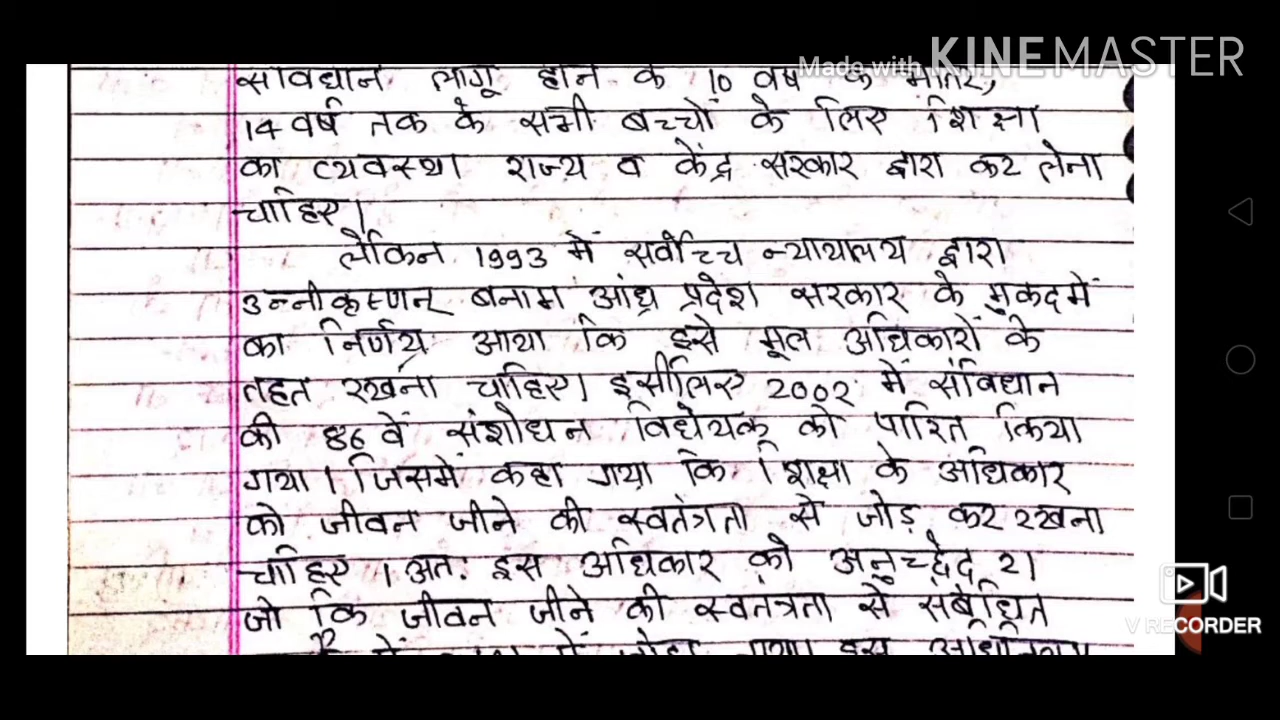 Made with KINEMASTER
संविधान लागू होने के 10 वर्ष के भीतर,
14 वर्ष तक के सभी बच्चों के लिए शिक्षा
का व्यवस्था राज्य व केंद्र सरकार द्वारा कर लेना
चाहिए।
लेकिन 1993 में सर्वोच्च न्यायालय द्वारा
उन्नीकृष्णन् बनाम आंध्र प्रदेश सरकार के मुकदमें
का निर्णय आया कि इसे मूल अधिकारों के
तहत रखना चाहिए। इसीलिए 2002 में संविधान
की 86 वें संशोधन विधेयक को पारित किया
गया। जिसमें कहा गया कि शिक्षा के अधिकार
को जीवन जीने की स्वतंत्रता से जोड़ कर रखना
चाहिए। अत: इस अधिकार को अनुच्छेद 21
जो कि जीवन जीने की स्वतंत्रता से संबंधित
V RECORDER